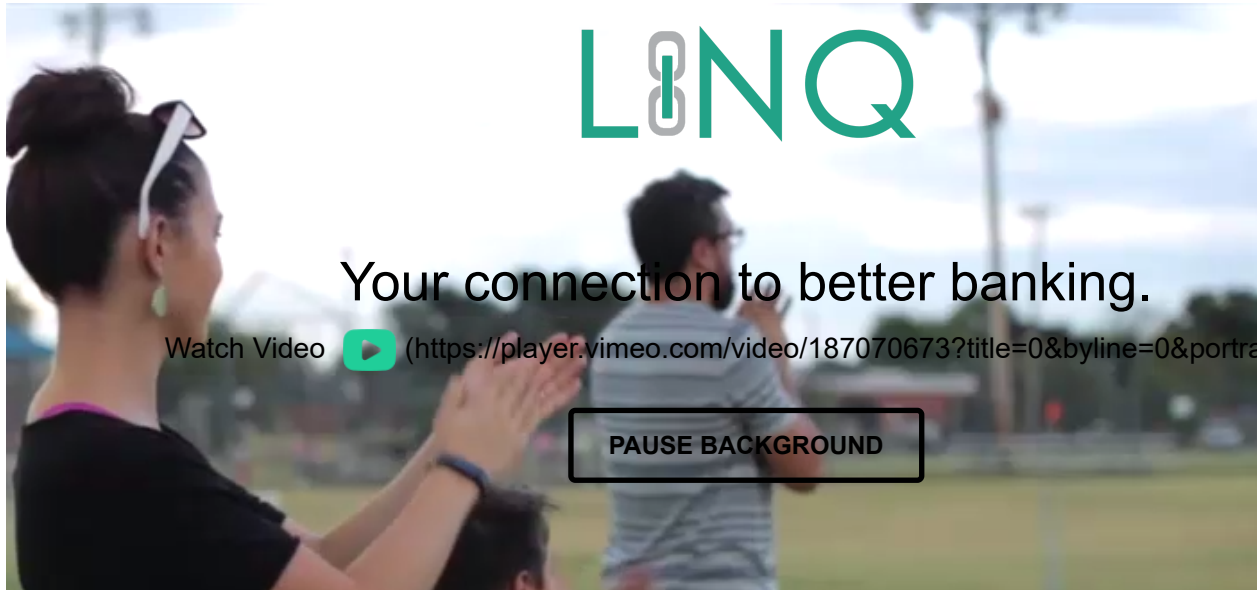 LINQ
Your connection to better banking.
Watch Video (https://player.vimeo.com/video/187070673?title=0&byline=0&portra
PAUSE BACKGROUND